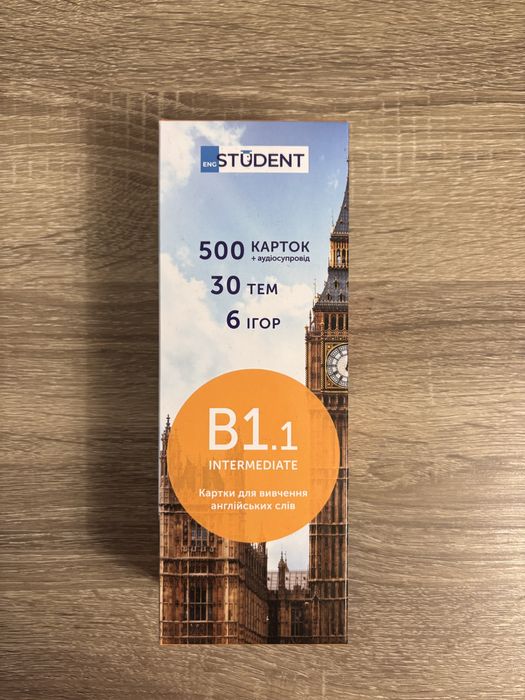 ENG STUDENT
500 КАРТОК
+ аудіосупровід
30 ТЕМ
6 ІГОР
B1.1
INTERMEDIATE
Картки для вивчення
англійських слів